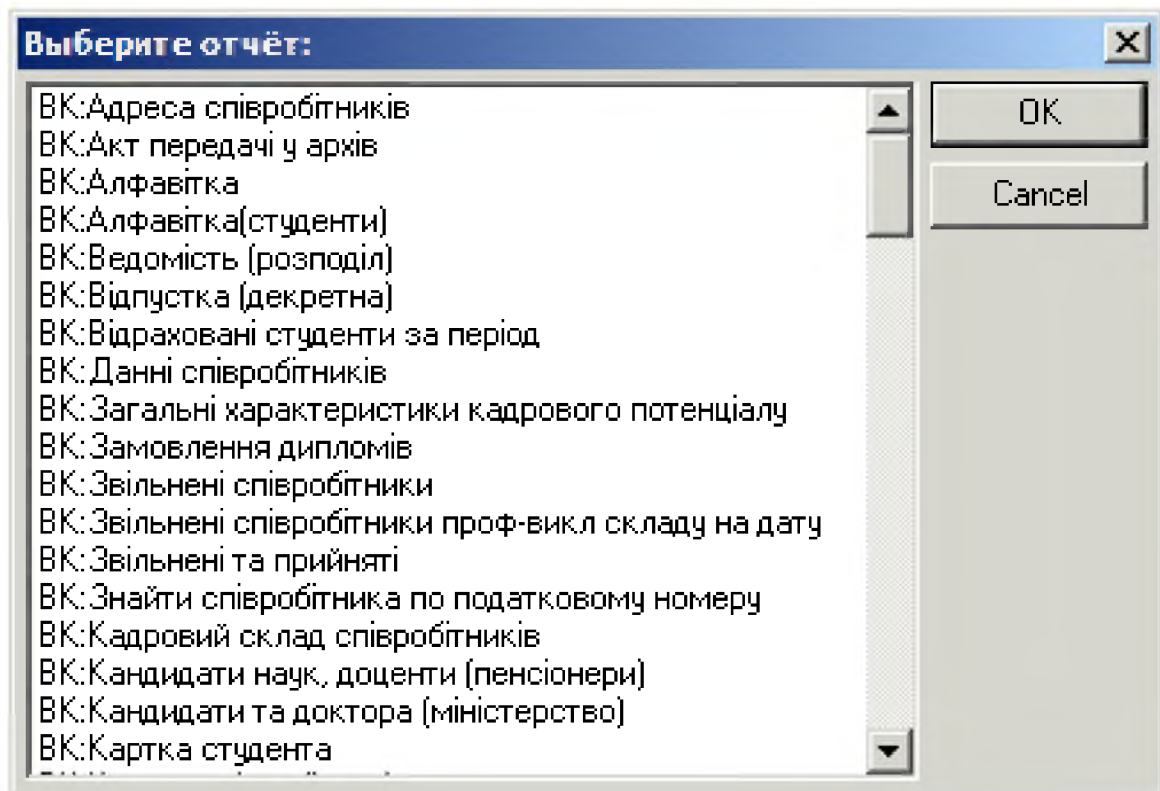 Выберите отчёт:
ВК:Адреса співробітників
ВК:Акт передачі у архів
ВК:Алфавітка
ВК:Алфавітка(студенти)
ВК:Ведомість (розподіл)
ВК:Відпустка (декретна)
ВК:Відраховані студенти за період
ВК:Данні співробітників
ВК:Загальні характеристики кадрового потенціалу
ВК:Замовлення дипломів
ВК:Звільнені співробітники
ВК:Звільнені співробітники проф-викл складу на дату
ВК:Звільнені та прийняті
ВК:Знайти співробітника по податковому номеру
ВК:Кадровий склад співробітників
ВК:Кандидати наук, доценти (пенсіонери)
ВК:Кандидати та доктора (міністерство)
ВК:Картка студента
OK
Cancel